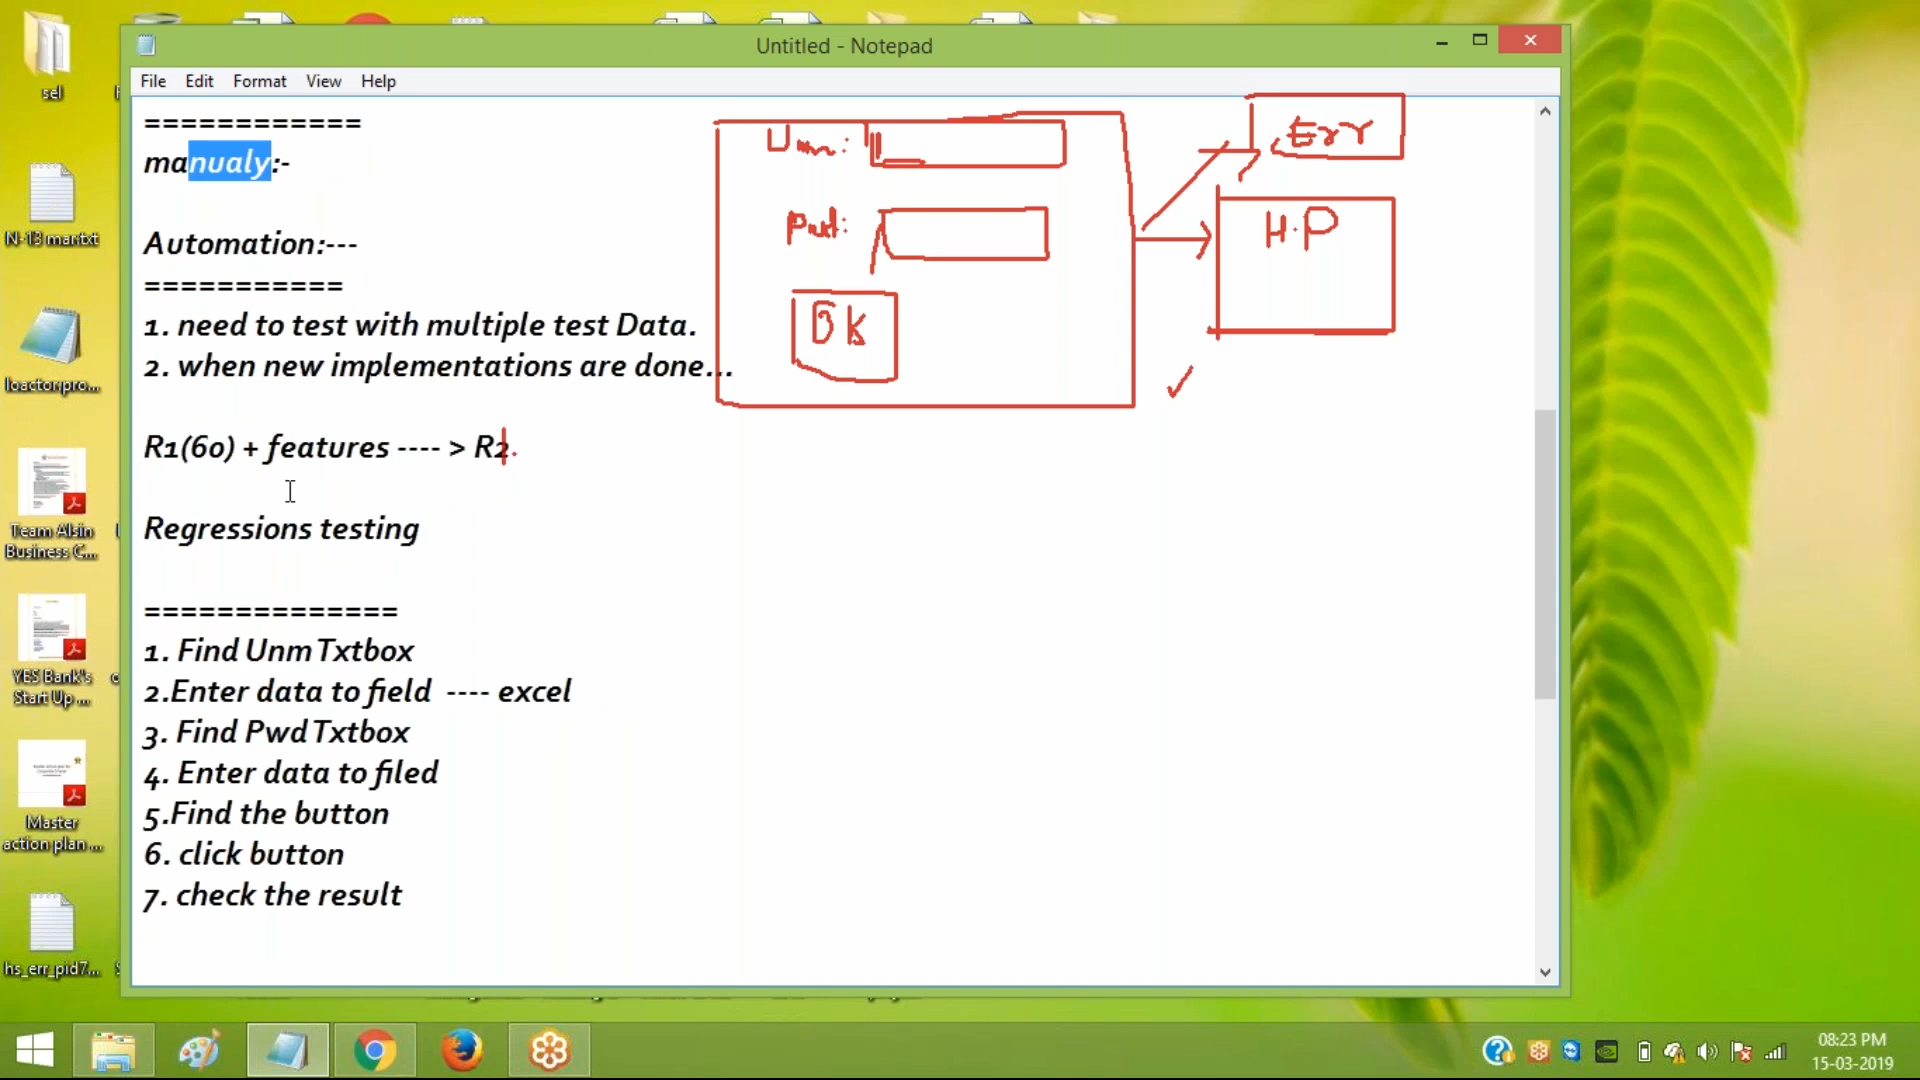 Untitled - Notepad
File Edit Format View Help
============
manualy:-
Automation:---
===========
1. need to test with multiple test Data.
2. when new implementations are done...
R1(60) + features ---- > R2
Regressions testing
==============
1. Find Unm Txtbox
2.Enter data to field ---- excel
3. Find Pwd Txtbox
4. Enter data to filed
5.Find the button
6. click button
7. check the result
Unm:
Pwd:
OK
Err
H.P
sel
N-13 mar.txt
loactor.pro...
Team Alsin
Business C...
YES Bank's
Start Up ...
Master
action plan ...
hs_err_pid7...
08:23 PM
15-03-2019